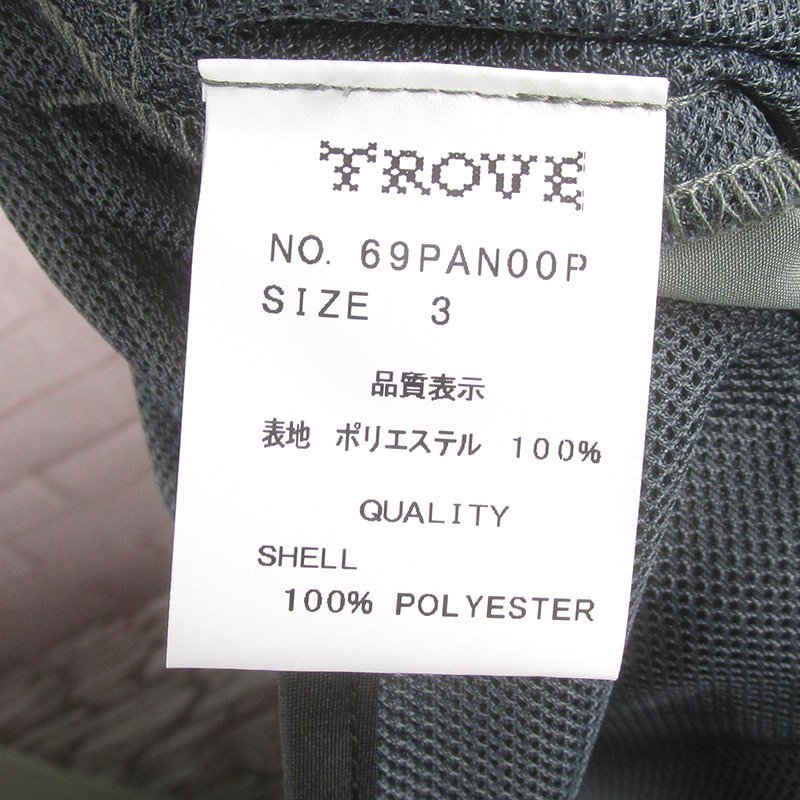 TROVE
NO. 69PAN00P
SIZE 3
品質表示
表地 ポリエステル 100%
QUALITY
SHELL
100% POLYESTER